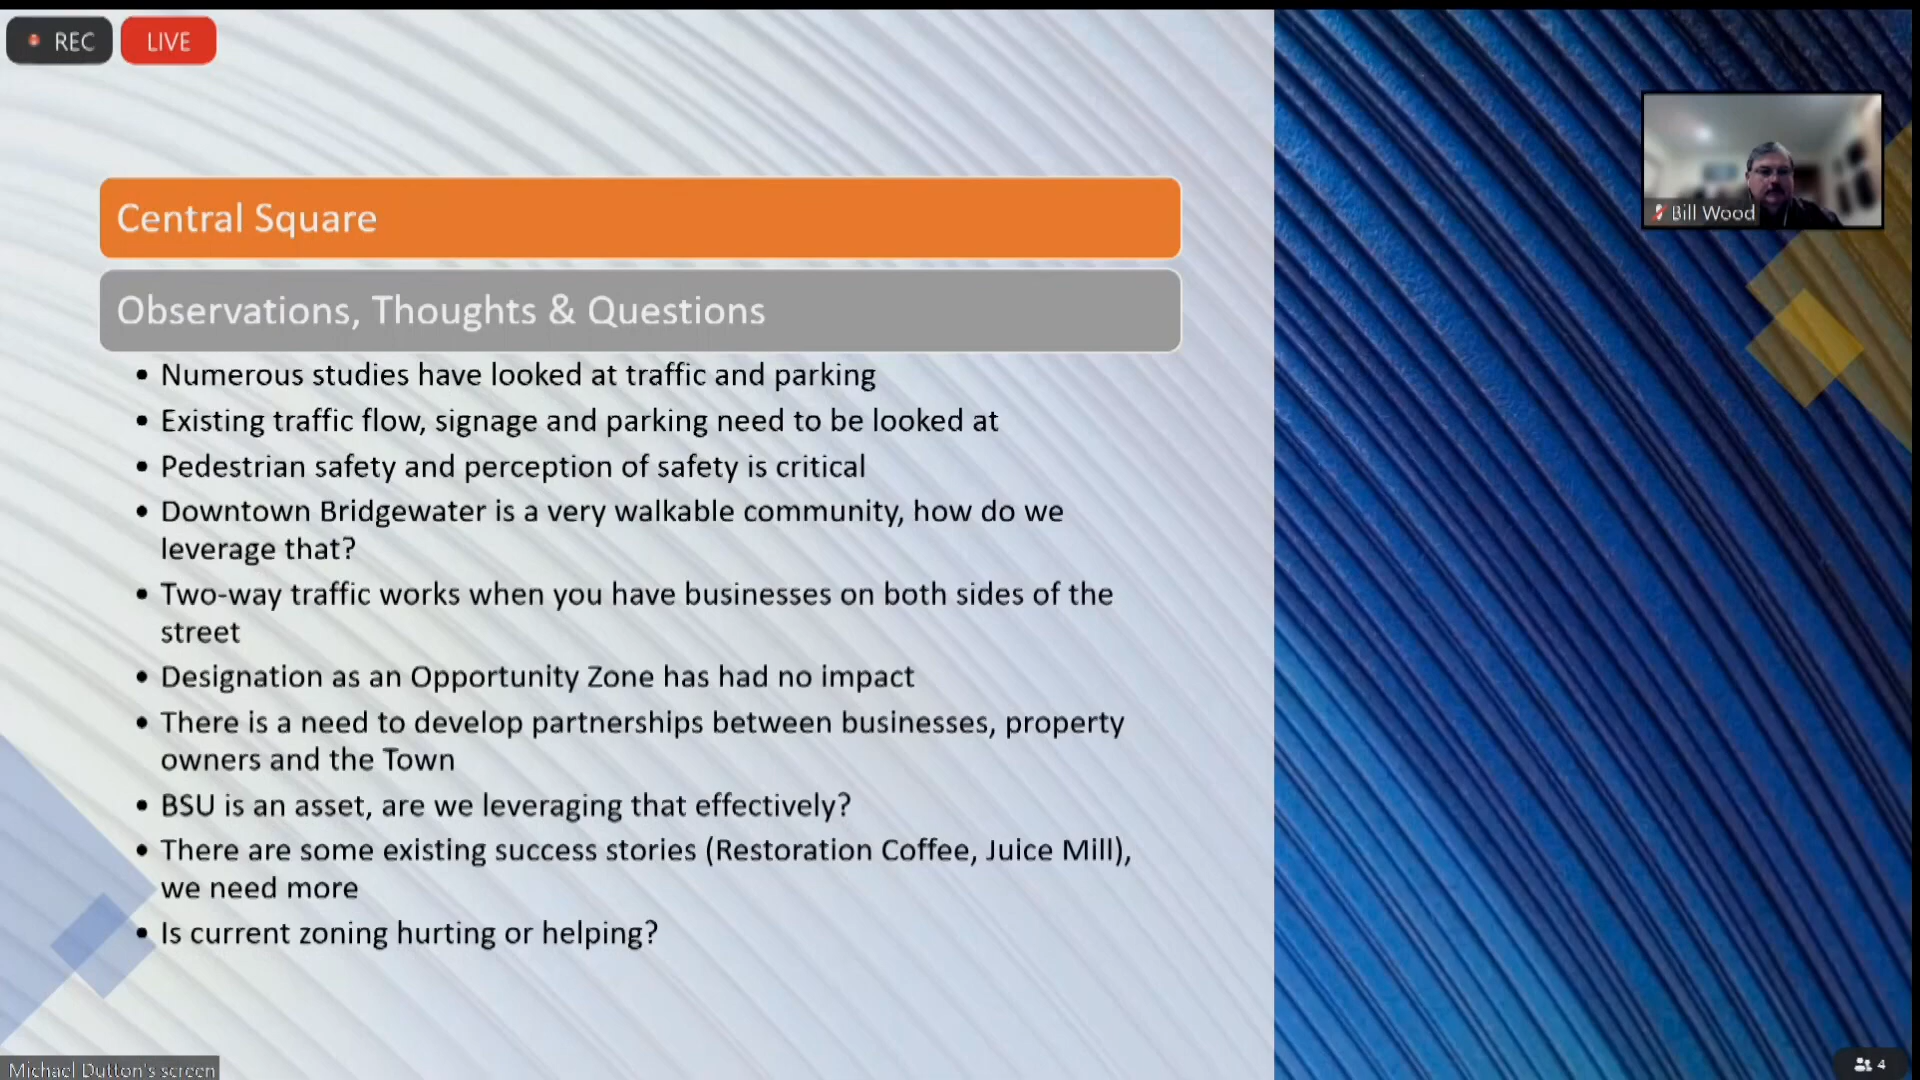 REC LIVE
Bill Wood
Central Square
Observations, Thoughts & Questions
• Numerous studies have looked at traffic and parking
• Existing traffic flow, signage and parking need to be looked at
• Pedestrian safety and perception of safety is critical
• Downtown Bridgewater is a very walkable community, how do we
leverage that?
• Two-way traffic works when you have businesses on both sides of the
street
• Designation as an Opportunity Zone has had no impact
• There is a need to develop partnerships between businesses, property
owners and the Town
• BSU is an asset, are we leveraging that effectively?
• There are some existing success stories (Restoration Coffee, Juice Mill),
we need more
• Is current zoning hurting or helping?
Michael Dutton's screen
4